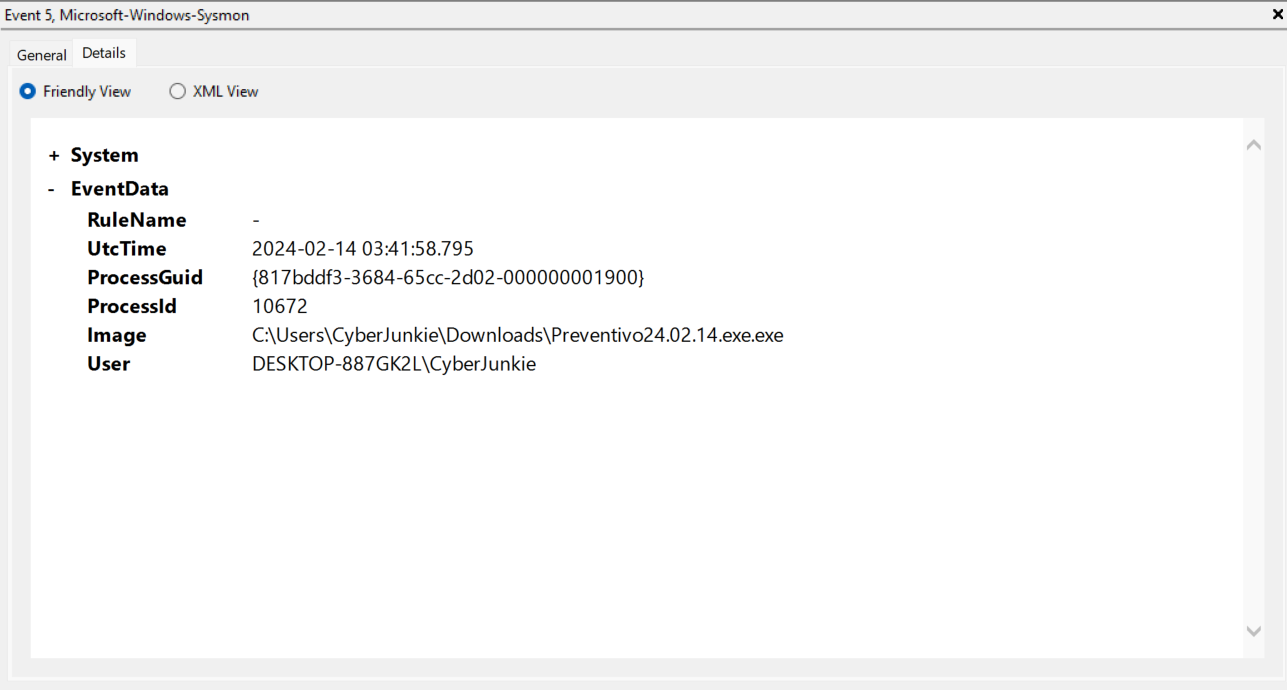 Event 5, Microsoft-Windows-Sysmon
General Details
Friendly View XML View
+ System
- EventData
RuleName -
UtcTime 2024-02-14 03:41:58.795
ProcessGuid {817bddf3-3684-65cc-2d02-000000001900}
ProcessId 10672
Image C:\Users\CyberJunkie\Downloads\Preventivo24.02.14.exe.exe
User DESKTOP-887GK2L\CyberJunkie